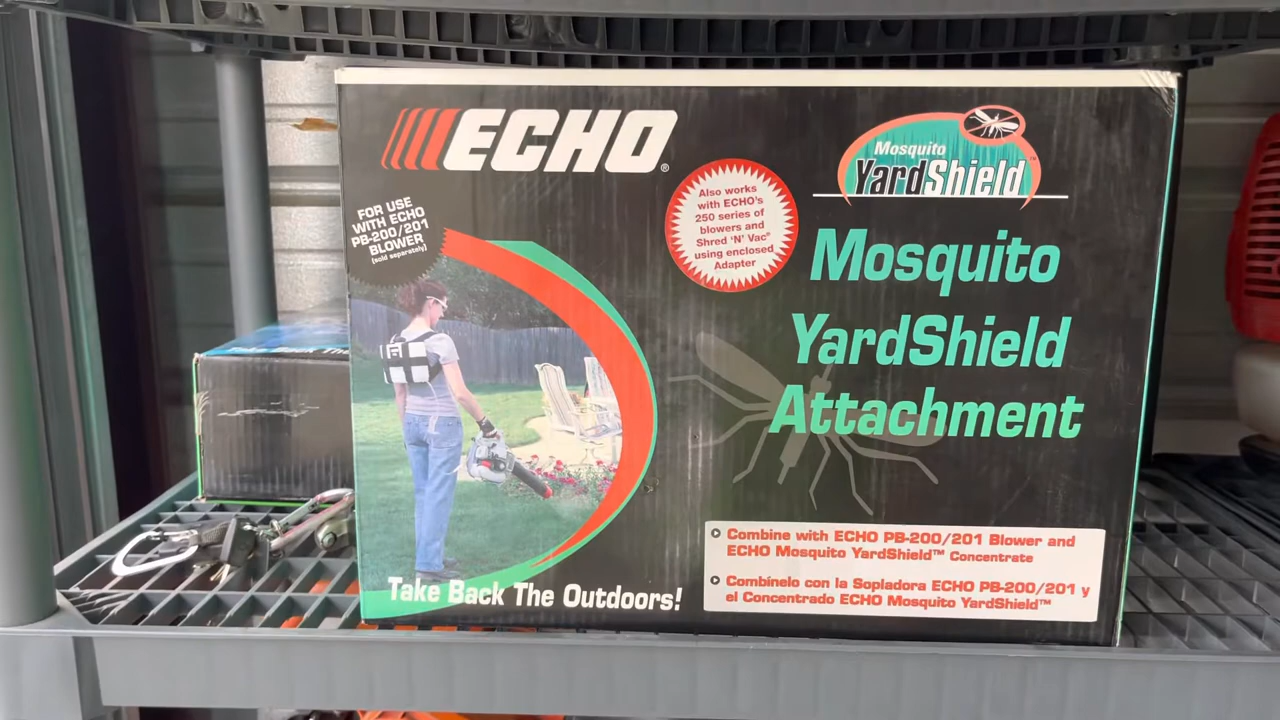 ECHO®
Mosquito
YardShield™
FOR USE
WITH ECHO
PB-200/201
BLOWER
(sold separately)
Also works
with ECHO's
250 series of
blowers and
Shred 'N' Vac®
using enclosed
Adapter
Mosquito
YardShield
Attachment
Combine with ECHO PB-200/201 Blower and
ECHO Mosquito YardShield™ Concentrate
Combínelo con la Sopladora ECHO PB-200/201 y
el Concentrado ECHO Mosquito YardShield™
Take Back The Outdoors!